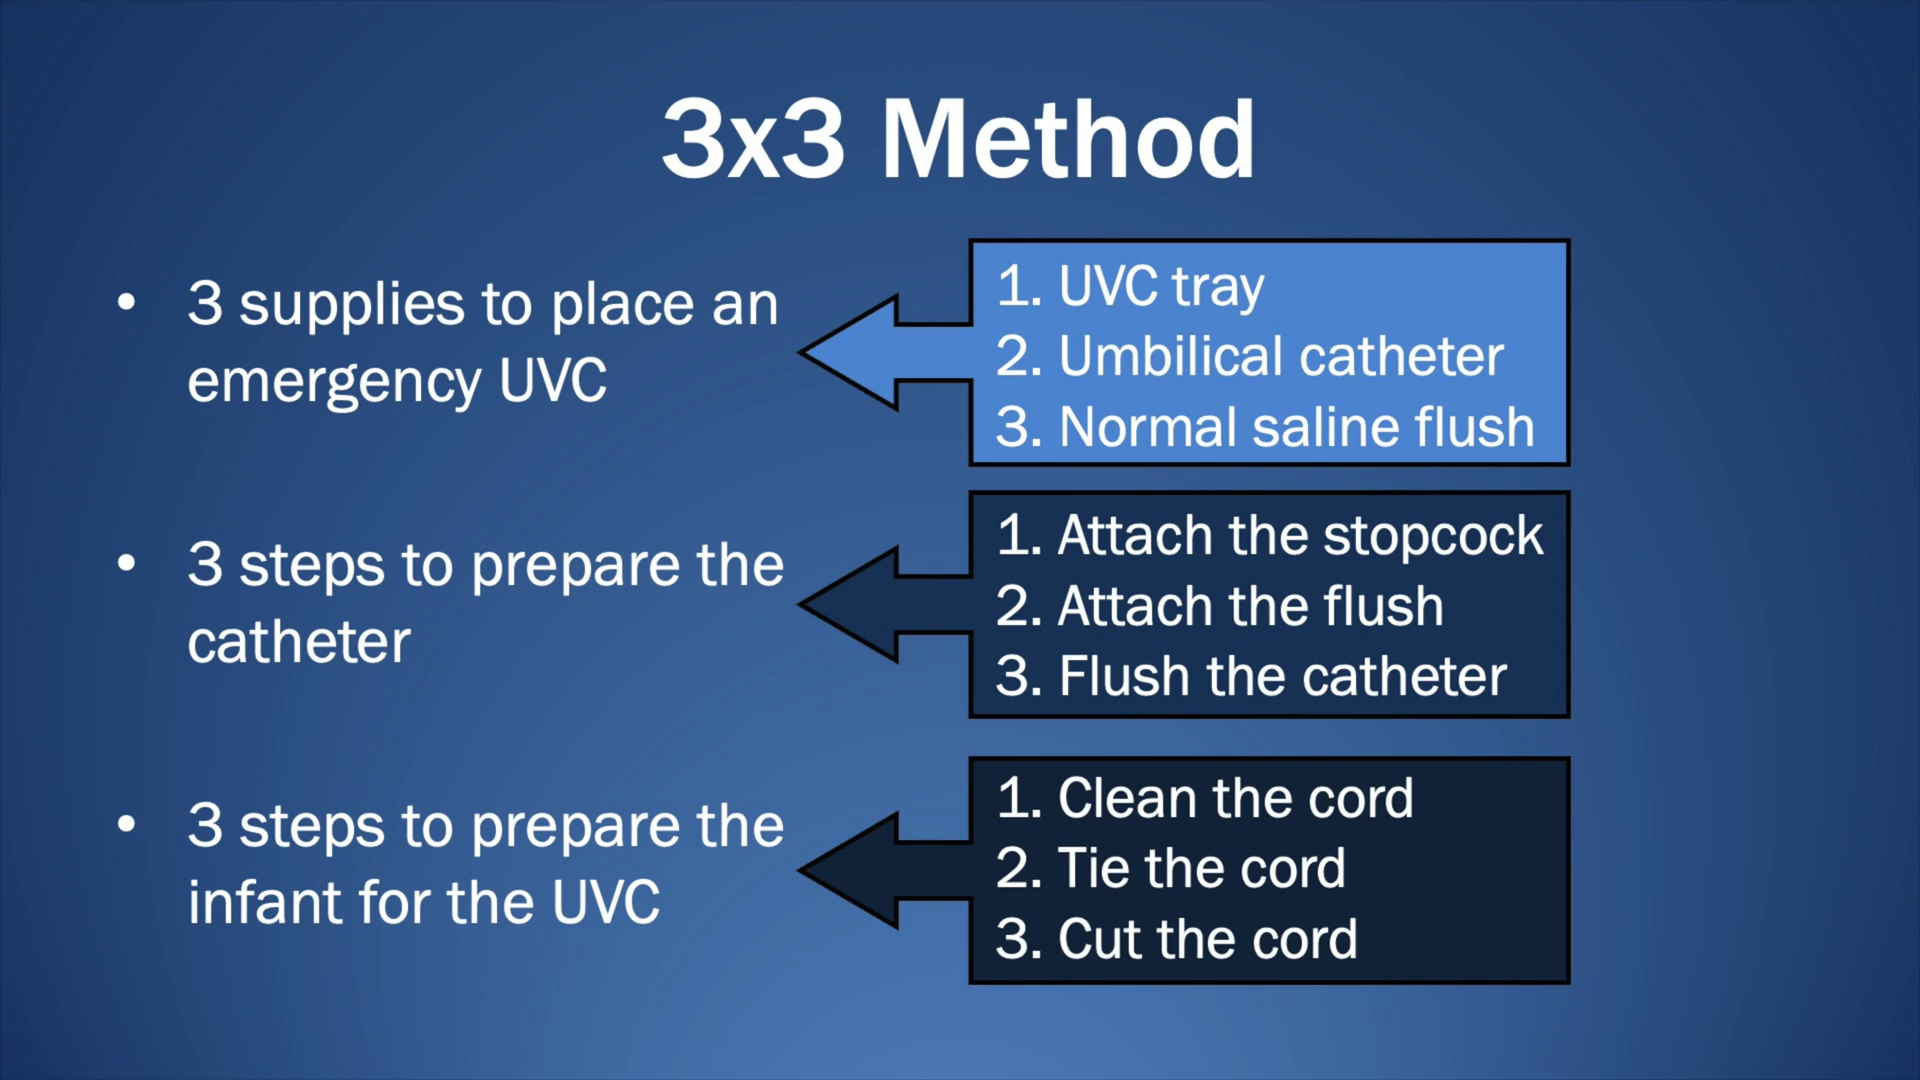 3x3 Method
• 3 supplies to place an
emergency UVC
1. UVC tray
2. Umbilical catheter
3. Normal saline flush
• 3 steps to prepare the
catheter
1. Attach the stopcock
2. Attach the flush
3. Flush the catheter
• 3 steps to prepare the
infant for the UVC
1. Clean the cord
2. Tie the cord
3. Cut the cord